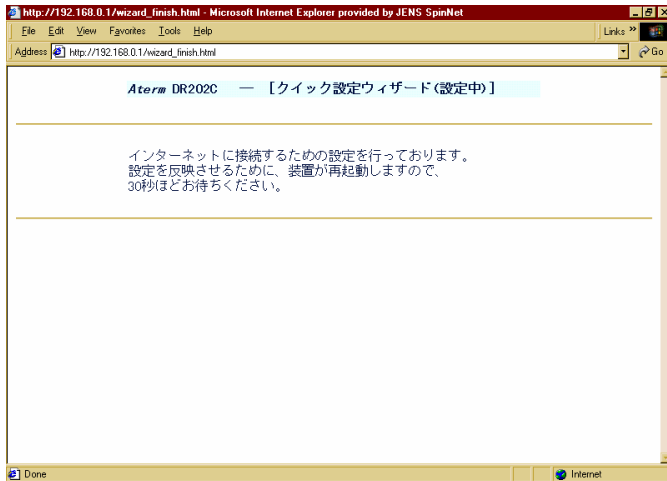 http://192.168.0.1/wizard_finish.html - Microsoft Internet Explorer provided by JENS SpinNet
File Edit View Favorites Tools Help Links »
Address http://192.168.0.1/wizard_finish.html Go
Aterm DR202C ― [クイック設定ウィザード(設定中)]
インターネットに接続するための設定を行っております。
設定を反映させるために、装置が再起動しますので、
30秒ほどお待ちください。
Done Internet